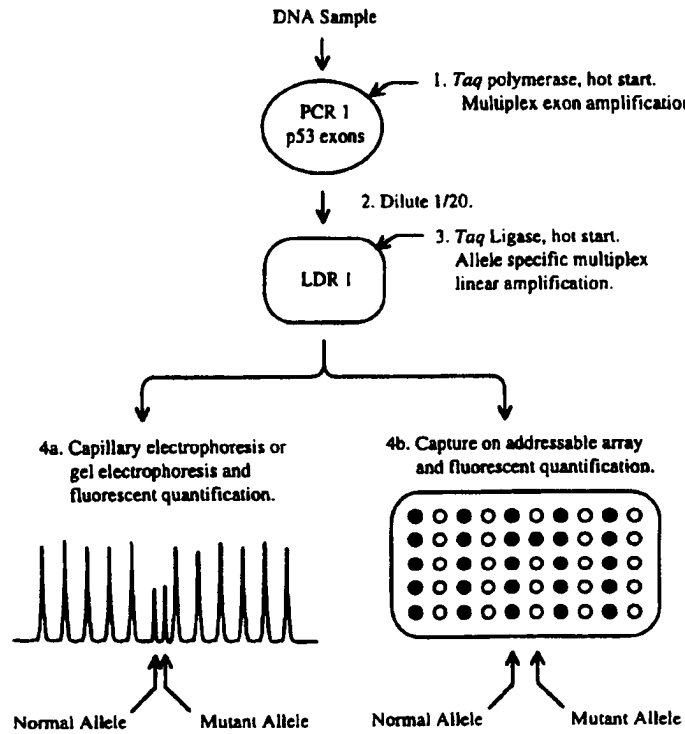 DNA Sample
1. Taq polymerase, hot start.
Multiplex exon amplification
PCR 1
p53 exons
2. Dilute 1/20.
3. Taq Ligase, hot start.
Allele specific multiplex
linear amplification.
LDR 1
4a. Capillary electrophoresis or
gel electrophoresis and
fluorescent quantification.
4b. Capture on addressable array
and fluorescent quantification.
Normal Allele
Mutant Allele
Normal Allele
Mutant Allele